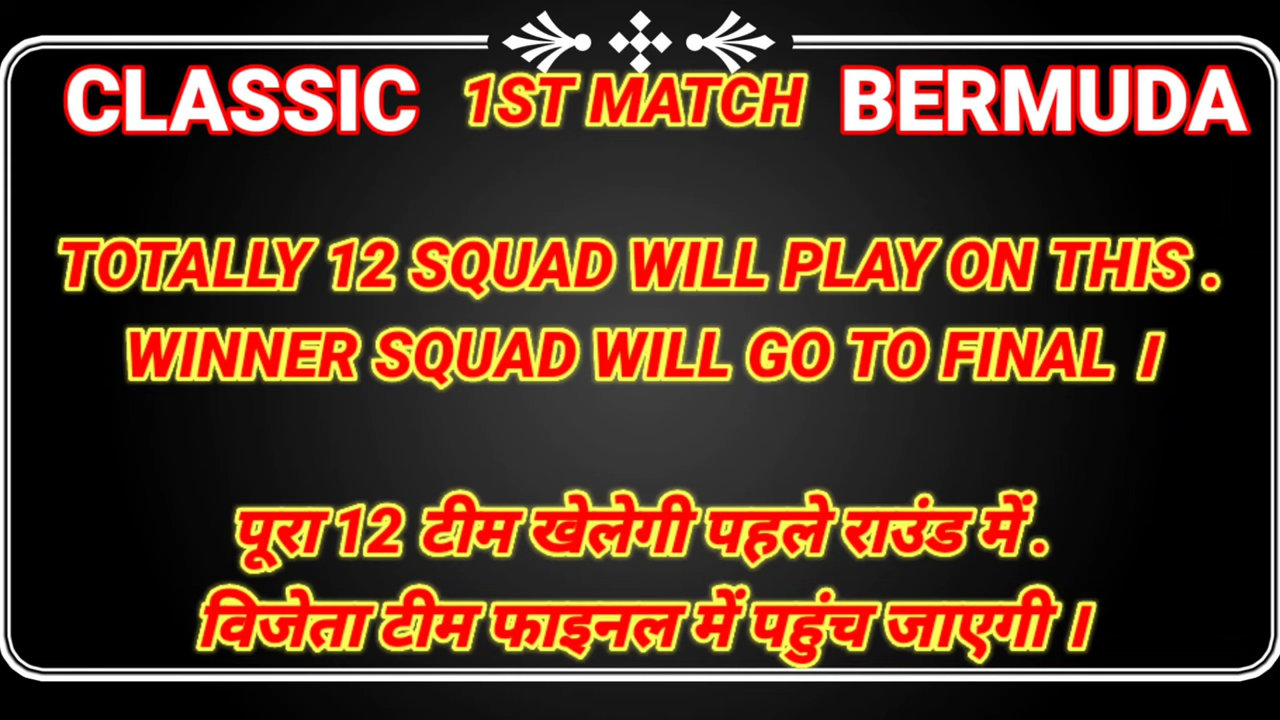 CLASSIC 1ST MATCH BERMUDA
TOTALLY 12 SQUAD WILL PLAY ON THIS .
WINNER SQUAD WILL GO TO FINAL ।
पूरा 12 टीम खेलेगी पहले राउंड में .
विजेता टीम फाइनल में पहुंच जाएगी ।